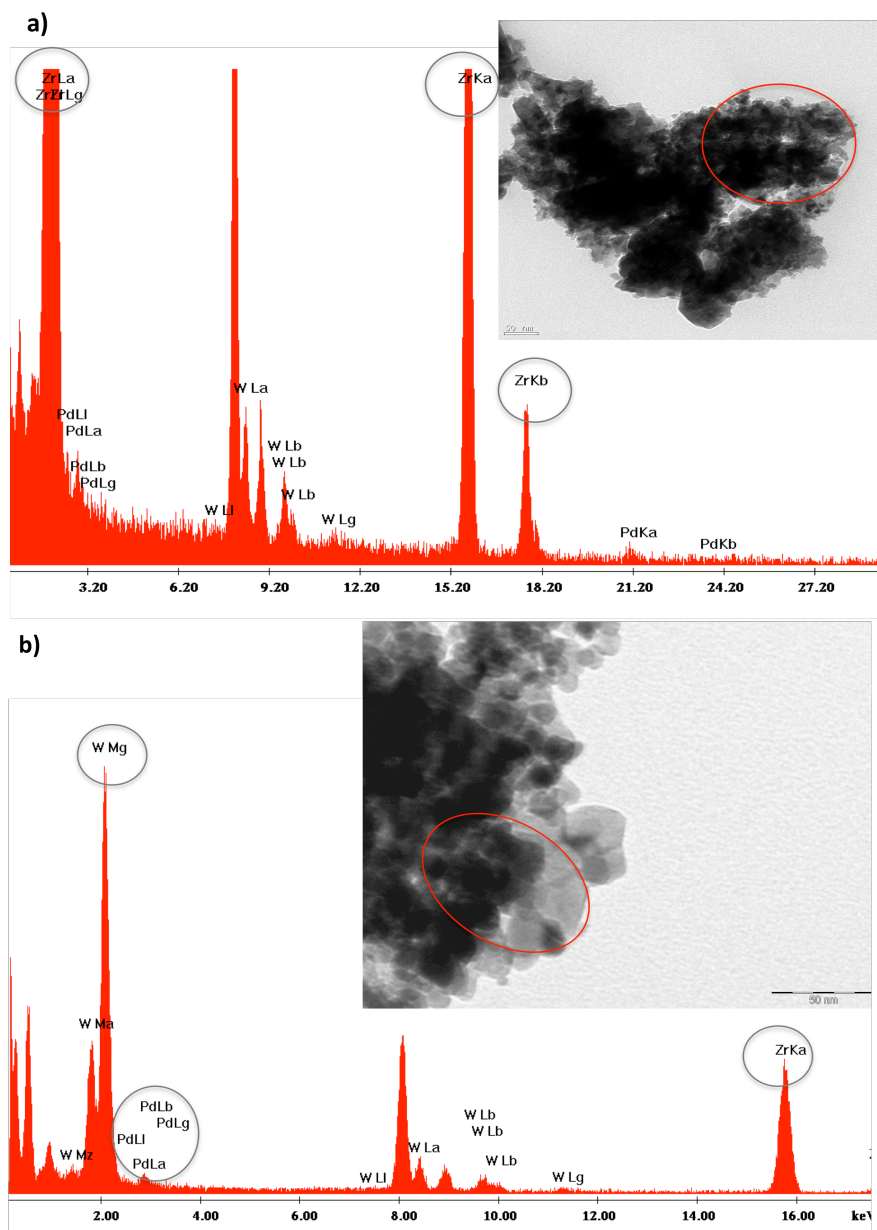 a)
ZrLa
ZrKa
ZrLg
50 nm
ZrKb
W La
PdLl
PdLa
W Lb
W Lb
PdLb
PdLg
W Lb
W Ll
W Lg
PdKa
PdKb
3.20 6.20 9.20 12.20 15.20 18.20 21.20 24.20 27.20
b)
W Mg
50 nm
W Ma
ZrKa
PdLb
PdLg
PdLl
PdLa
W Mz
W Lb
W Lb
W La
W Lb
W Ll
W Lg
2.00 4.00 6.00 8.00 10.00 12.00 14.00 16.00